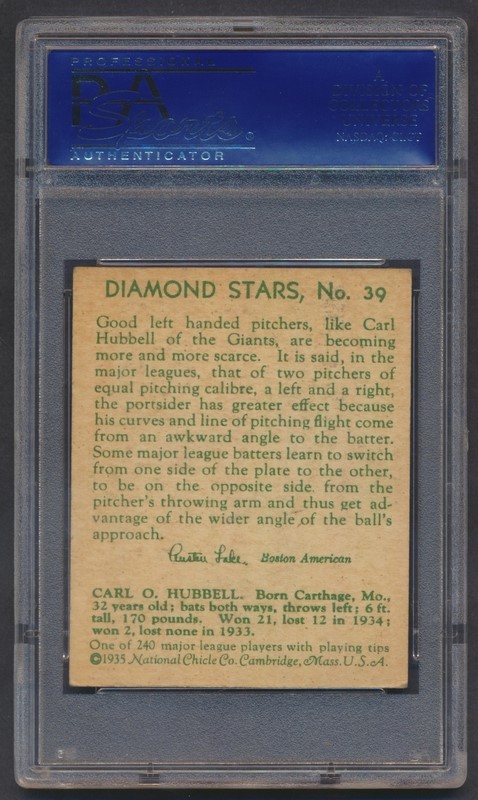 PROFESSIONAL
PSA
Sports.
AUTHENTICATOR
A
DIVISION OF
COLLECTORS
UNIVERSE
NASDAQ: CLCT
DIAMOND STARS, No. 39
Good left handed pitchers, like Carl
Hubbell of the Giants, are becoming
more and more scarce. It is said, in the
major leagues, that of two pitchers of
equal pitching calibre, a left and a right,
the portsider has greater effect because
his curves and line of pitching flight come
from an awkward angle to the batter.
Some major league batters learn to switch
from one side of the plate to the other,
to be on the opposite side from the
pitcher's throwing arm and thus get ad-
vantage of the wider angle of the ball's
approach.
Austen Lake Boston American
CARL O. HUBBELL. Born Carthage, Mo.,
32 years old; bats both ways, throws left; 6 ft.
tall, 170 pounds. Won 21, lost 12 in 1934;
won 2, lost none in 1933.
One of 240 major league players with playing tips
©1935 National Chicle Co. Cambridge, Mass. U.S.A.